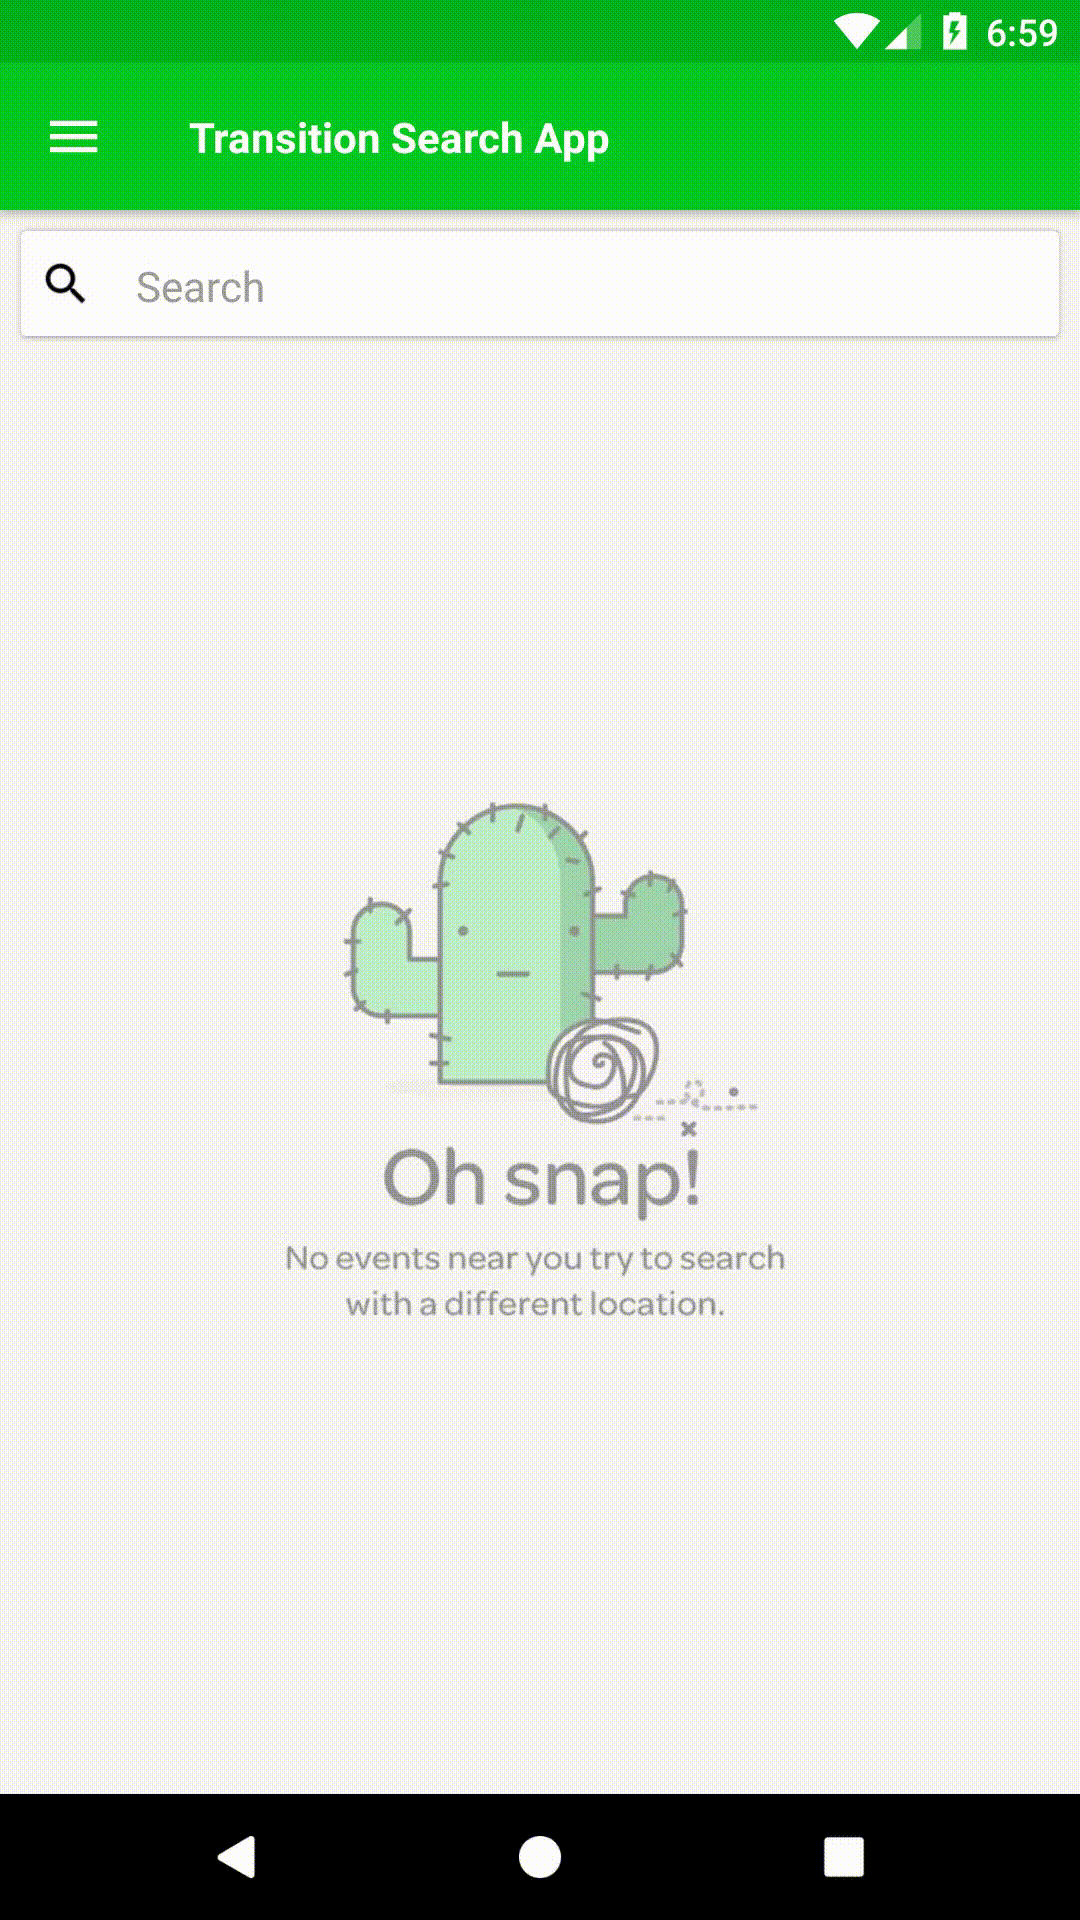 6:59
Transition Search App
Search
Oh snap!
No events near you try to search
with a different location.